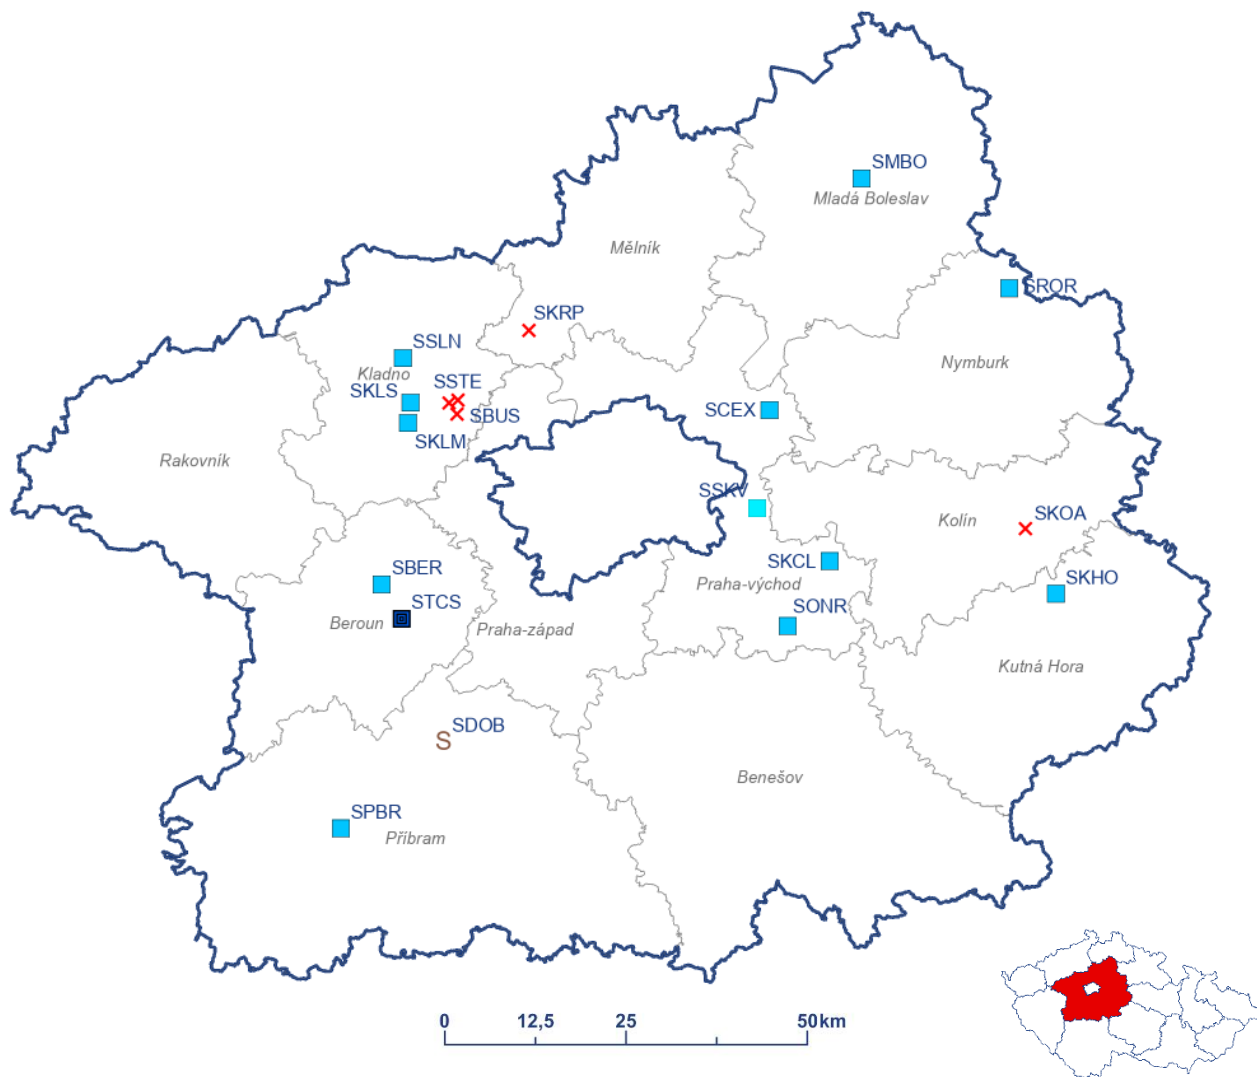 SMBO
Mladá Boleslav
Mělník
SROR
SKRP
SSLN
Kladno
Nymburk
SSTE
SKLS
SBUS
SCEX
SKLM
Rakovník
SSKV
Kolín
SKOA
SBER
SKCL
Praha-východ
SKHO
STCS
SONR
Beroun
Praha-západ
Kutná Hora
SDOB
S
Benešov
SPBR
Příbram
0 12,5 25 50km